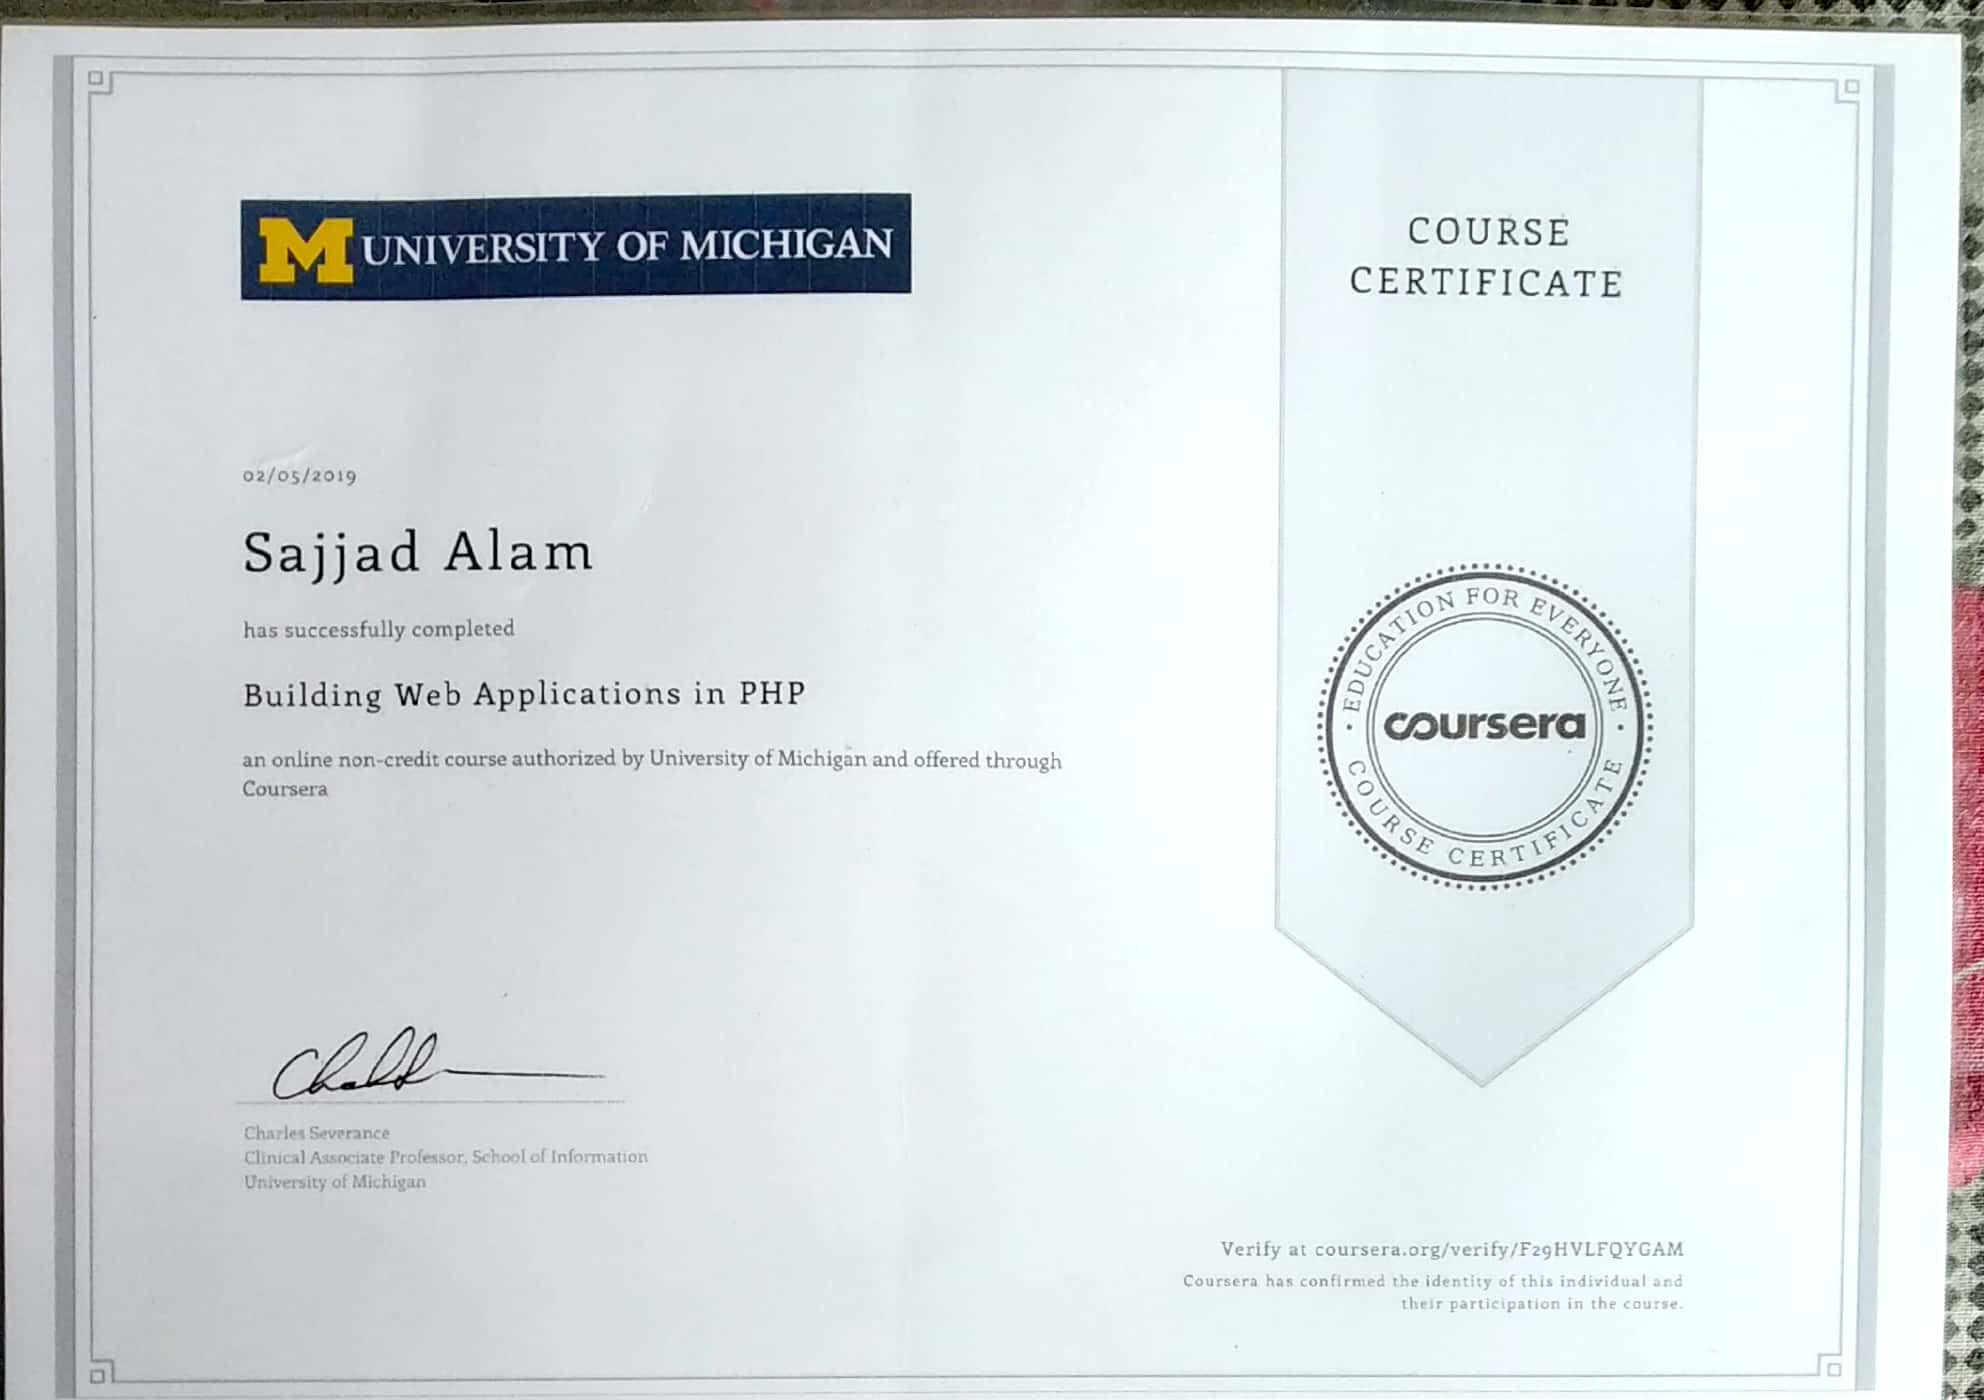 M UNIVERSITY OF MICHIGAN
COURSE
CERTIFICATE
02/05/2019
Sajjad Alam
has successfully completed
Building Web Applications in PHP
an online non-credit course authorized by University of Michigan and offered through
Coursera
EDUCATION FOR EVERYONE
coursera
COURSE CERTIFICATE
Charles Severance
Clinical Associate Professor, School of Information
University of Michigan
Verify at coursera.org/verify/F29HVLFQYGAM
Coursera has confirmed the identity of this individual and
their participation in the course.